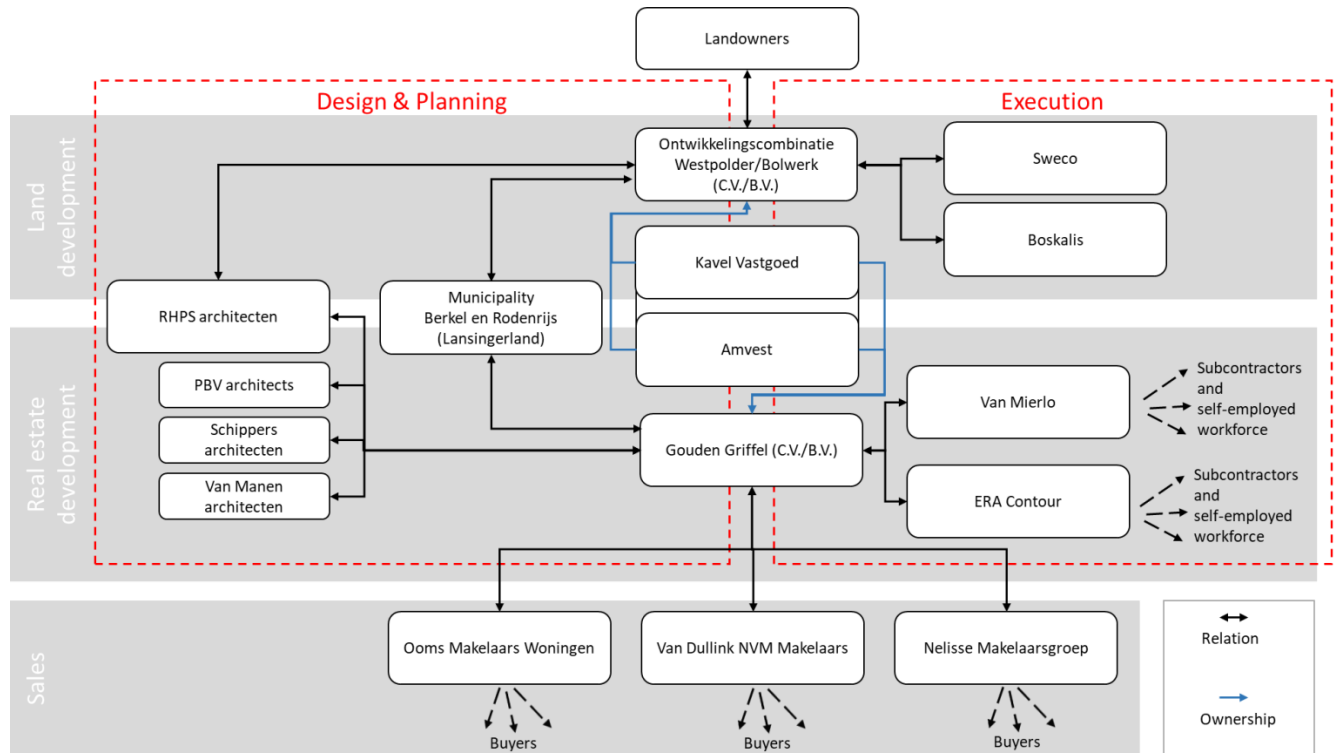 Landowners
Design & Planning
Execution
Land
development
Ontwikkelingscombinatie
Westpolder/Bolwerk
(C.V./B.V.)
Sweco
Boskalis
Kavel Vastgoed
RHPS architecten
Municipality
Berkel en Rodenrijs
(Lansingerland)
Amvest
Real estate
development
PBV architects
Schippers
architecten
Van Manen
architecten
Gouden Griffel (C.V./B.V.)
Van Mierlo
Subcontractors
and
self-employed
workforce
ERA Contour
Subcontractors
and
self-employed
workforce
Sales
Ooms Makelaars Woningen
Van Dullink NVM Makelaars
Nelisse Makelaarsgroep
Buyers
Buyers
Buyers
Relation
Ownership